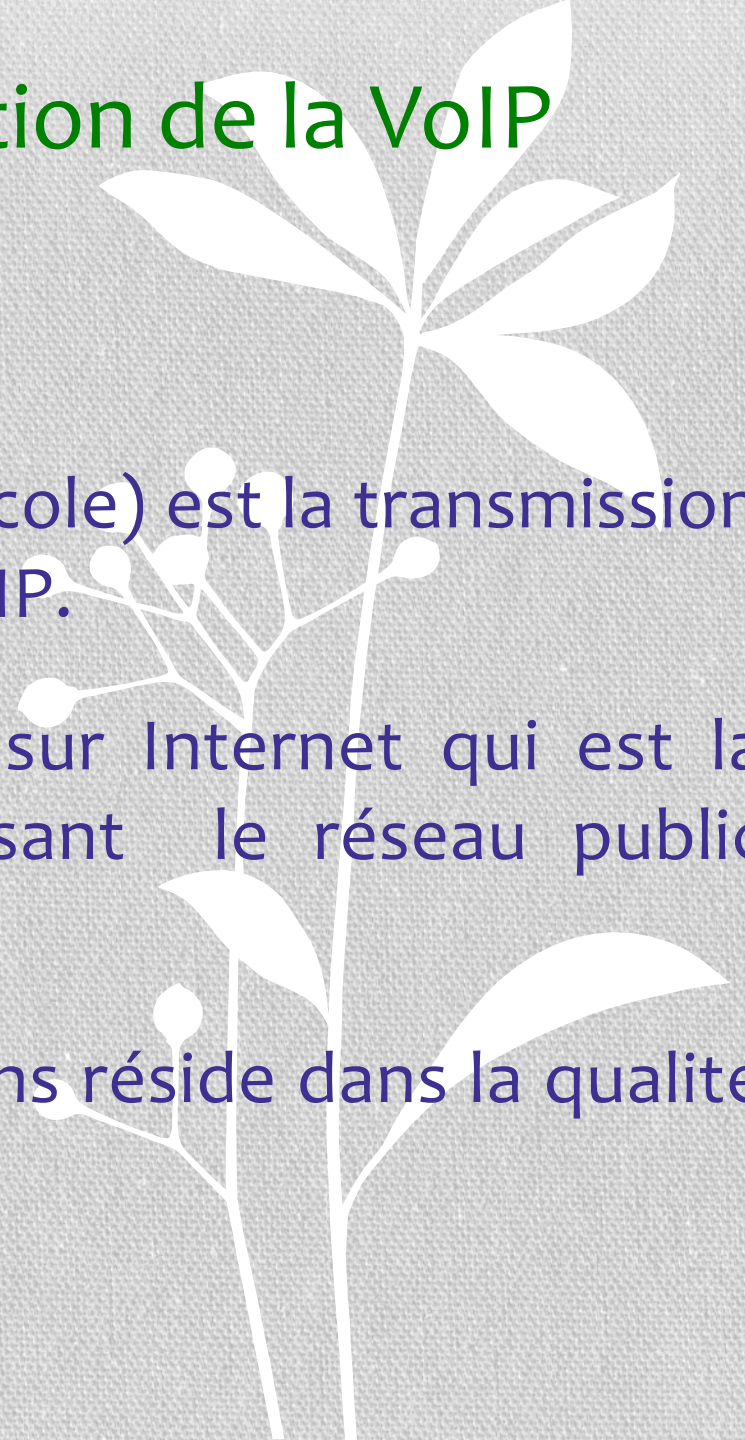 tion de la VoIP
cole) est la transmission
IP.
sur Internet qui est la
sant le réseau public
ns réside dans la qualité